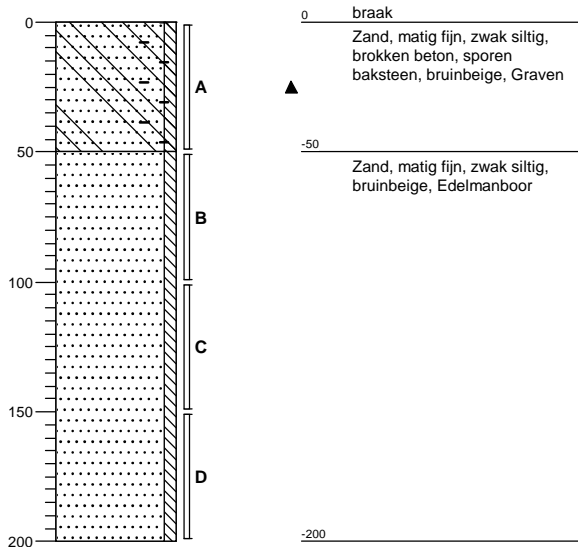 0
50
100
150
200
A
B
C
D
0
braak
Zand, matig fijn, zwak siltig,
brokken beton, sporen
baksteen, bruinbeige, Graven
-50
Zand, matig fijn, zwak siltig,
bruinbeige, Edelmanboor
-200